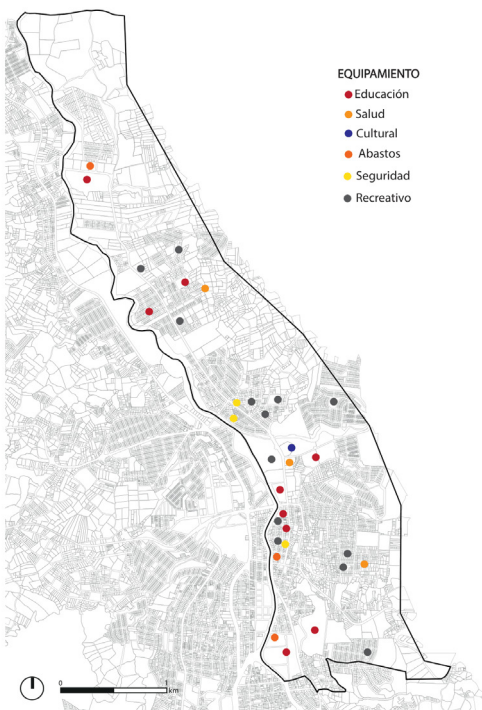 EQUIPAMIENTO
Educación
Salud
Cultural
Abastos
Seguridad
Recreativo
0 1
km